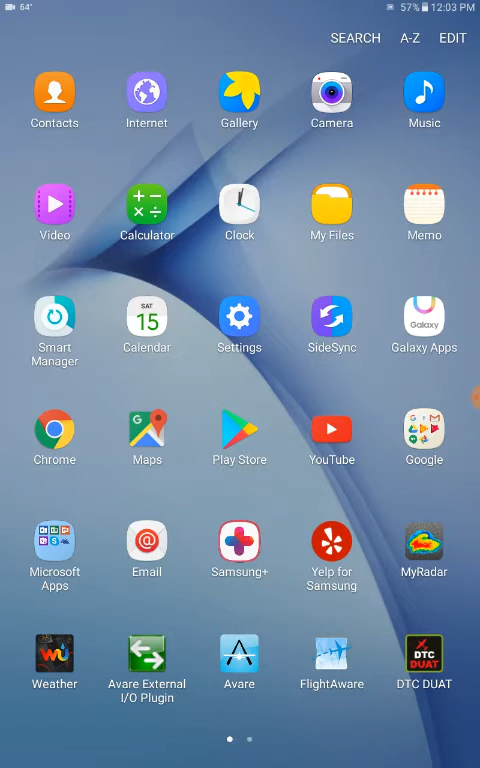 64° 57% 12:03 PM
SEARCH A-Z EDIT
Contacts Internet Gallery Camera Music
Video Calculator Clock My Files Memo
SAT
15
Galaxy
Smart Manager Calendar Settings SideSync Galaxy Apps
Chrome Maps Play Store YouTube Google
Microsoft Apps Email Samsung+ Yelp for Samsung MyRadar
DTC
DUAT
Weather Avare External I/O Plugin Avare FlightAware DTC DUAT